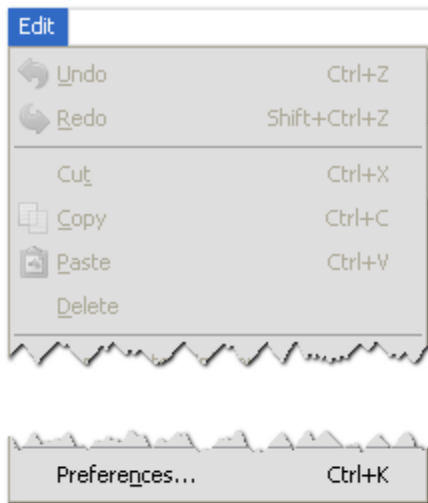 Edit
Undo Ctrl+Z
Redo Shift+Ctrl+Z
Cut Ctrl+X
Copy Ctrl+C
Paste Ctrl+V
Delete
Preferences... Ctrl+K